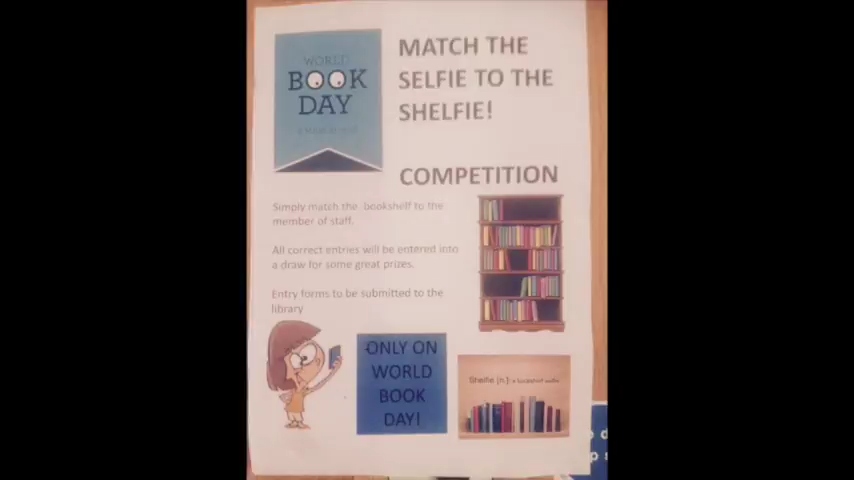 WORLD
BOOK
DAY
MATCH THE
SELFIE TO THE
SHELFIE!
COMPETITION
Simply match the bookshelf to the
member of staff.
All correct entries will be entered into
a draw for some great prizes.
Entry forms to be submitted to the
library
ONLY ON
WORLD
BOOK
DAY!
Shelfie [n.]: a bookshelf selfie